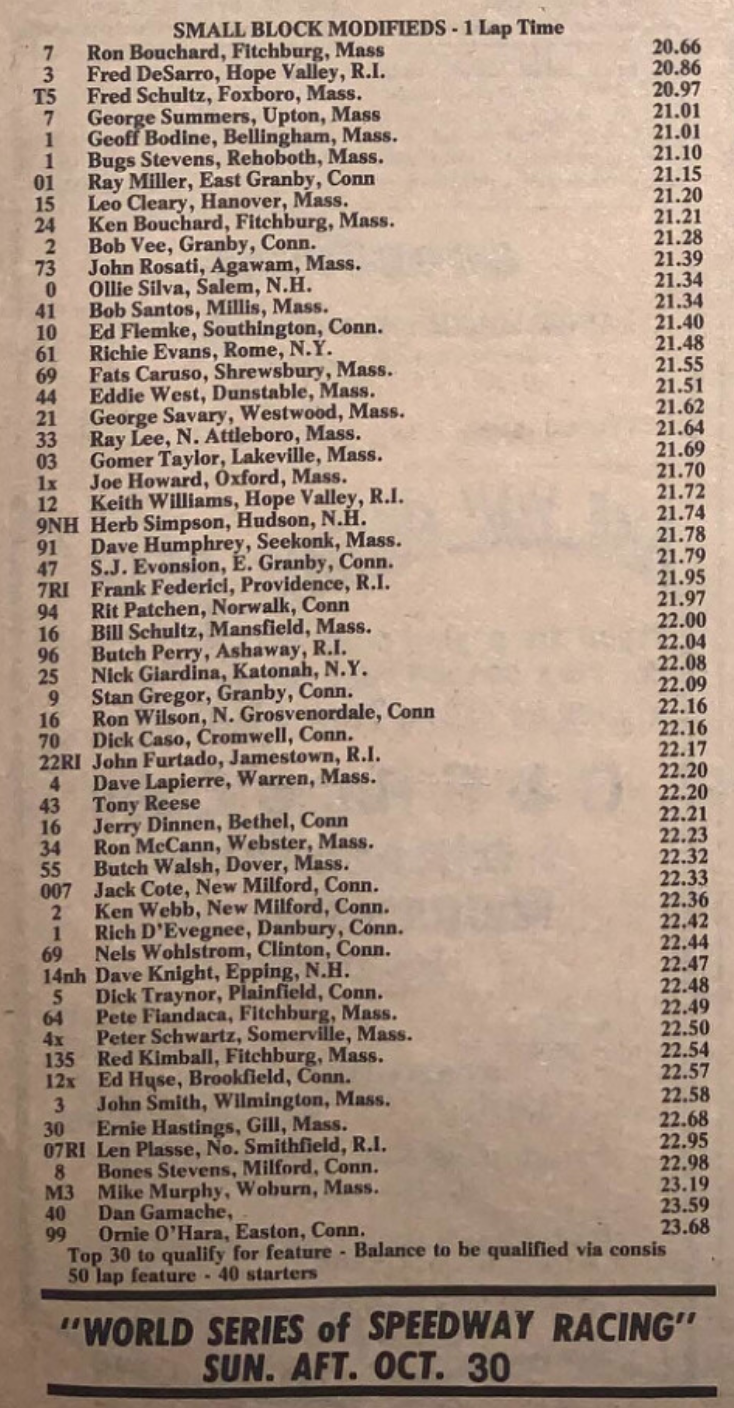 SMALL BLOCK MODIFIEDS - 1 Lap Time
7 Ron Bouchard, Fitchburg, Mass 20.66
3 Fred DeSarro, Hope Valley, R.I. 20.86
T5 Fred Schultz, Foxboro, Mass. 20.97
7 George Summers, Upton, Mass 21.01
1 Geoff Bodine, Bellingham, Mass. 21.01
1 Bugs Stevens, Rehoboth, Mass. 21.10
01 Ray Miller, East Granby, Conn 21.15
15 Leo Cleary, Hanover, Mass. 21.20
24 Ken Bouchard, Fitchburg, Mass. 21.21
2 Bob Vee, Granby, Conn. 21.28
73 John Rosati, Agawam, Mass. 21.39
0 Ollie Silva, Salem, N.H. 21.34
41 Bob Santos, Millis, Mass. 21.34
10 Ed Flemke, Southington, Conn. 21.40
61 Richie Evans, Rome, N.Y. 21.48
69 Fats Caruso, Shrewsbury, Mass. 21.55
44 Eddie West, Dunstable, Mass. 21.51
21 George Savary, Westwood, Mass. 21.62
33 Ray Lee, N. Attleboro, Mass. 21.64
03 Gomer Taylor, Lakeville, Mass. 21.69
1x Joe Howard, Oxford, Mass. 21.70
12 Keith Williams, Hope Valley, R.I. 21.72
9NH Herb Simpson, Hudson, N.H. 21.74
91 Dave Humphrey, Seekonk, Mass. 21.78
47 S.J. Evonsion, E. Granby, Conn. 21.79
7RI Frank Federici, Providence, R.I. 21.95
94 Rit Patchen, Norwalk, Conn 21.97
16 Bill Schultz, Mansfield, Mass. 22.00
96 Butch Perry, Ashaway, R.I. 22.04
25 Nick Giardina, Katonah, N.Y. 22.08
9 Stan Gregor, Granby, Conn. 22.09
16 Ron Wilson, N. Grosvenordale, Conn 22.16
70 Dick Caso, Cromwell, Conn. 22.16
22RI John Furtado, Jamestown, R.I. 22.17
4 Dave Lapierre, Warren, Mass. 22.20
43 Tony Reese 22.20
16 Jerry Dinnen, Bethel, Conn 22.21
34 Ron McCann, Webster, Mass. 22.23
55 Butch Walsh, Dover, Mass. 22.32
007 Jack Cote, New Milford, Conn. 22.33
2 Ken Webb, New Milford, Conn. 22.36
1 Rich D'Evegnee, Danbury, Conn. 22.42
69 Nels Wohlstrom, Clinton, Conn. 22.44
14nh Dave Knight, Epping, N.H. 22.47
5 Dick Traynor, Plainfield, Conn. 22.48
64 Pete Fiandaca, Fitchburg, Mass. 22.49
4x Peter Schwartz, Somerville, Mass. 22.50
135 Red Kimball, Fitchburg, Mass. 22.54
12x Ed Huse, Brookfield, Conn. 22.57
3 John Smith, Wilmington, Mass. 22.58
30 Ernie Hastings, Gill, Mass. 22.68
07RI Len Plasse, No. Smithfield, R.I. 22.95
8 Bones Stevens, Milford, Conn. 22.98
M3 Mike Murphy, Woburn, Mass. 23.19
40 Dan Gamache, 23.59
99 Ornie O'Hara, Easton, Conn. 23.68
Top 30 to qualify for feature - Balance to be qualified via consis
50 lap feature - 40 starters
"WORLD SERIES of SPEEDWAY RACING"
SUN. AFT. OCT. 30